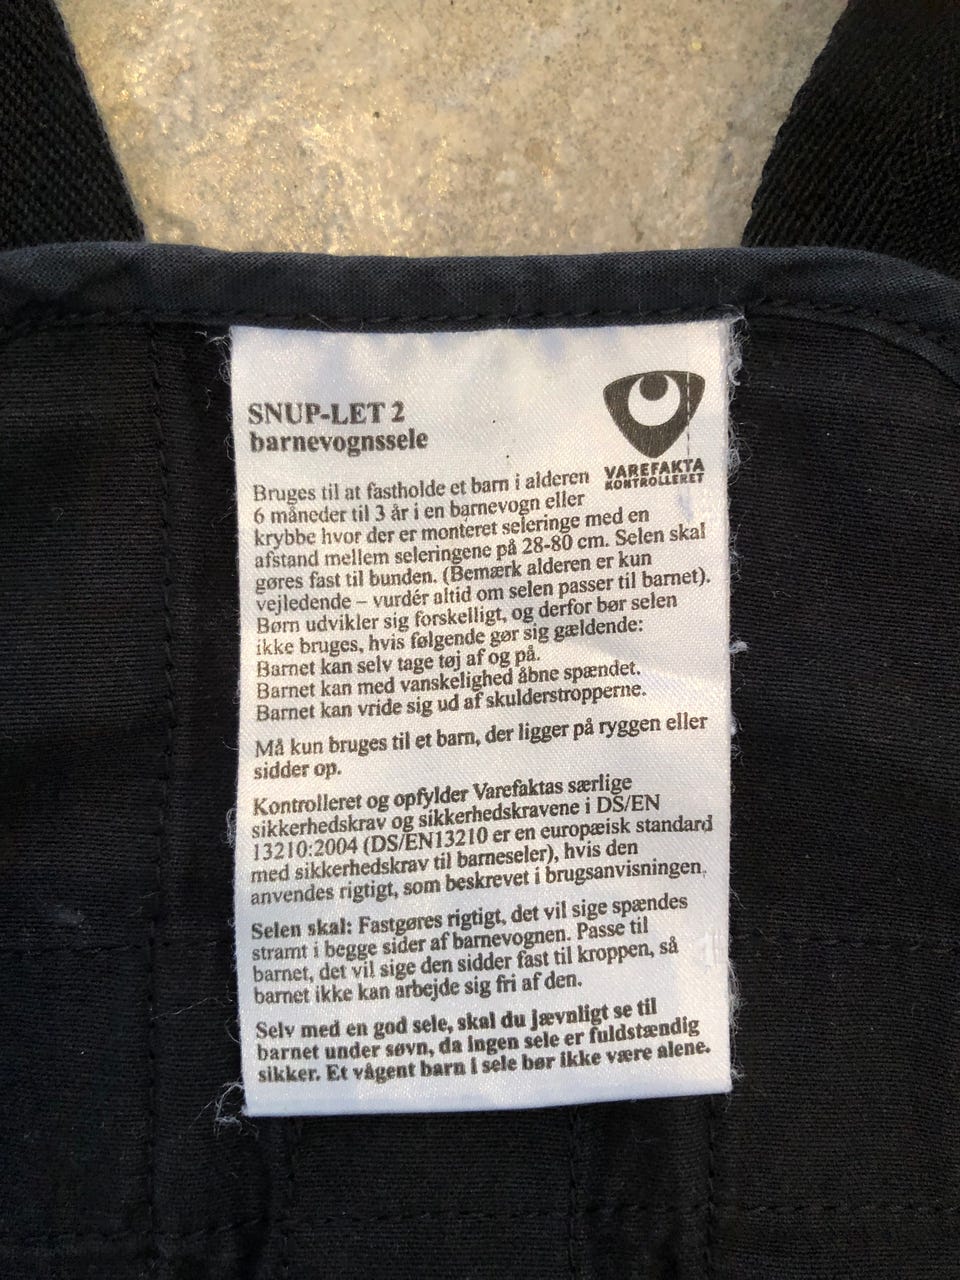 SNUP-LET 2
barnevognssele
VAREFAKTA
KONTROLLERET
Bruges til at fastholde et barn i alderen
6 måneder til 3 år i en barnevogn eller
krybbe hvor der er monteret seleringe med en
afstand mellem seleringene på 28-80 cm. Selen skal
gøres fast til bunden. (Bemærk alderen er kun
vejledende – vurdér altid om selen passer til barnet).
Børn udvikler sig forskelligt, og derfor bør selen
ikke bruges, hvis følgende gør sig gældende:
Barnet kan selv tage tøj af og på.
Barnet kan med vanskelighed åbne spændet.
Barnet kan vride sig ud af skulderstropperne.
Må kun bruges til et barn, der ligger på ryggen eller
sidder op.
Kontrolleret og opfylder Varefaktas særlige
sikkerhedskrav og sikkerhedskravene i DS/EN
13210:2004 (DS/EN13210 er en europæisk standard
med sikkerhedskrav til barneseler), hvis den
anvendes rigtigt, som beskrevet i brugsanvisningen.
Selen skal: Fastgøres rigtigt, det vil sige spændes
stramt i begge sider af barnevognen. Passe til
barnet, det vil sige den sidder fast til kroppen, så
barnet ikke kan arbejde sig fri af den.
Selv med en god sele, skal du jævnligt se til
barnet under søvn, da ingen sele er fuldstændig
sikker. Et vågent barn i sele bør ikke være alene.